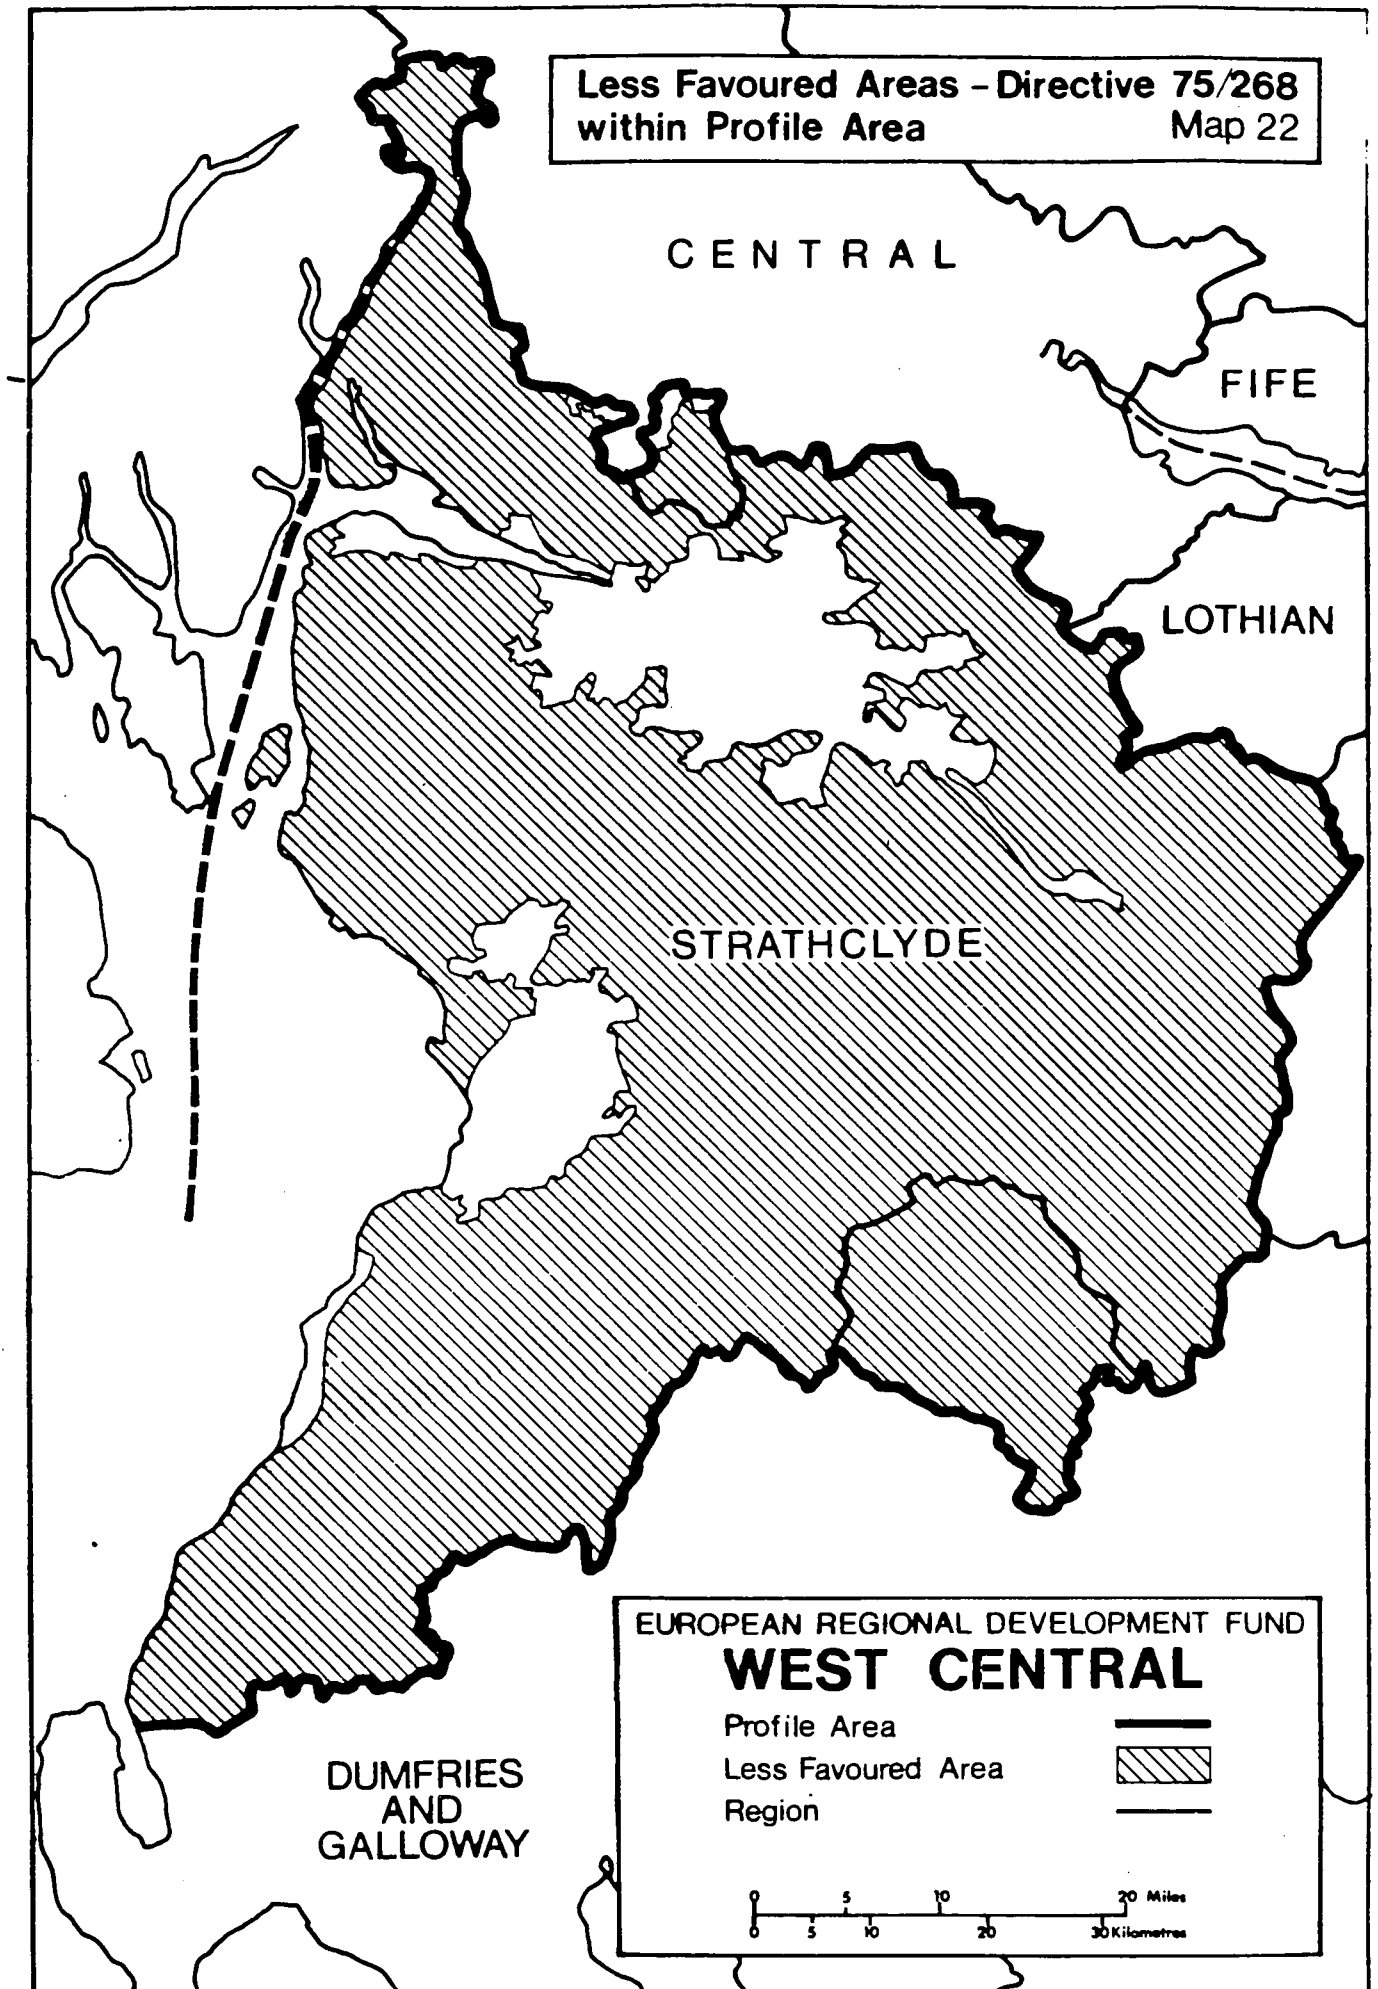 Less Favoured Areas – Directive 75/268
within Profile Area Map 22
CENTRAL
FIFE
LOTHIAN
STRATHCLYDE
DUMFRIES
AND
GALLOWAY
EUROPEAN REGIONAL DEVELOPMENT FUND
WEST CENTRAL
Profile Area
Less Favoured Area
Region
0 5 10 20 Miles
0 5 10 20 30 Kilometres